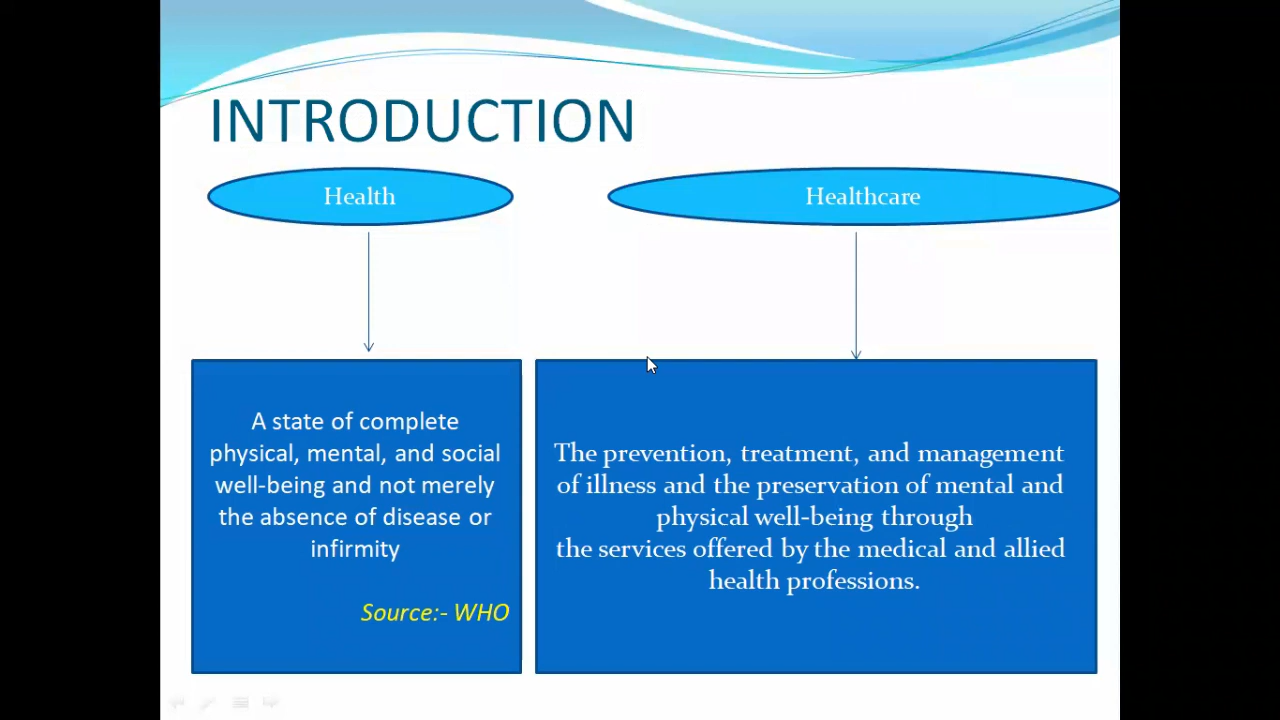 INTRODUCTION
Health
Healthcare
A state of complete
physical, mental, and social
well-being and not merely
the absence of disease or
infirmity
Source:- WHO
The prevention, treatment, and management
of illness and the preservation of mental and
physical well-being through
the services offered by the medical and allied
health professions.